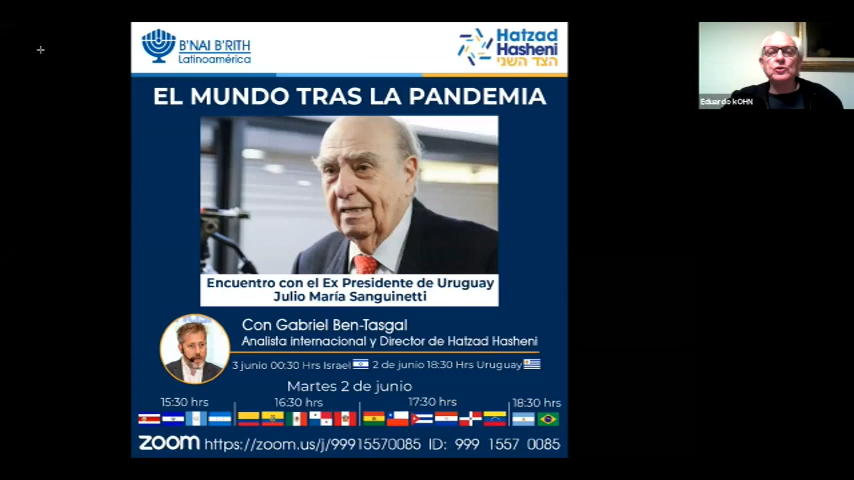 B'NAI B'RITH
Latinoamérica
Hatzad
Hasheni
הצד השני
EL MUNDO TRAS LA PANDEMIA
Encuentro con el Ex Presidente de Uruguay
Julio María Sanguinetti
Con Gabriel Ben-Tasgal
Analista internacional y Director de Hatzad Hasheni
3 junio 00:30 Hrs Israel 2 de junio 18:30 Hrs Uruguay
Martes 2 de junio
15:30 hrs 16:30 hrs 17:30 hrs 18:30 hrs
zoom https://zoom.us/j/99915570085 ID: 999 1557 0085
Eduardo kOHN